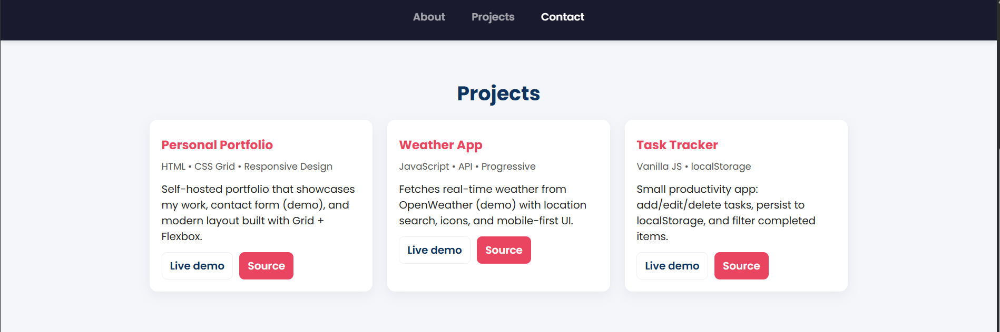 About Projects Contact
Projects
Personal Portfolio
HTML • CSS Grid • Responsive Design
Self-hosted portfolio that showcases
my work, contact form (demo), and
modern layout built with Grid +
Flexbox.
Live demo Source
Weather App
JavaScript • API • Progressive
Fetches real-time weather from
OpenWeather (demo) with location
search, icons, and mobile-first UI.
Live demo Source
Task Tracker
Vanilla JS • localStorage
Small productivity app:
add/edit/delete tasks, persist to
localStorage, and filter completed
items.
Live demo Source